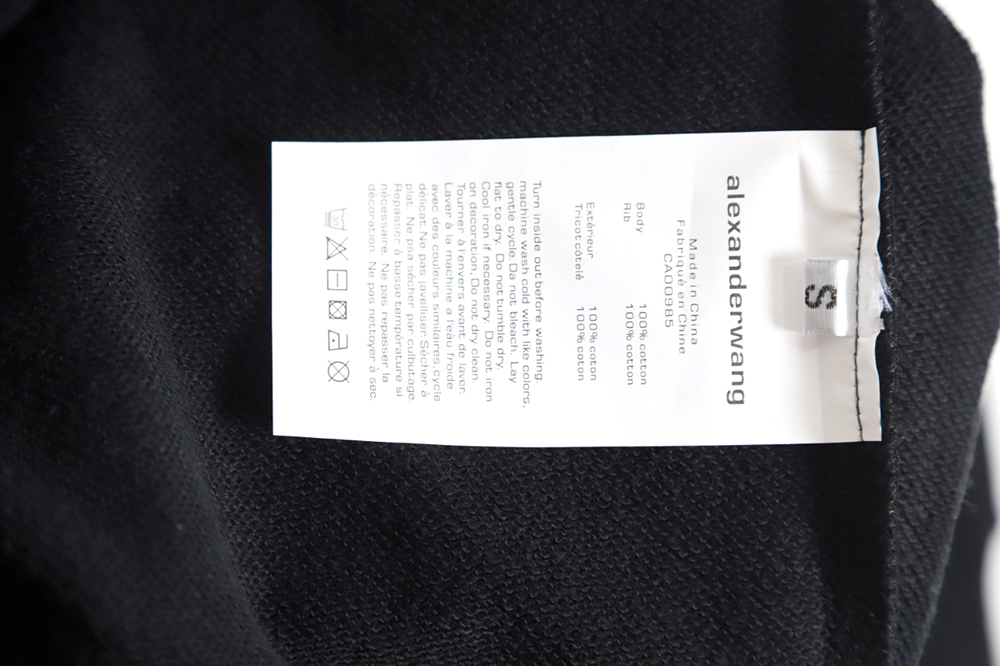 S
alexanderwang
Made in China
Fabriqué en Chine
CA00985
Body 100% cotton
Rib 100% cotton
Extérieur 100% coton
Tricot côtelé 100% coton
Turn inside out before washing,
machine wash cold with like colors,
gentle cycle. Da not bleach. Lay
flat to dry. Do not tumble dry.
Cool iron if necessary. Do not iron
on decoration. Do not dry clean.
Tourner à l'envers avant de laver.
Laver à la machine a l'eau froide
avec des couleurs similaires, cycle
délicat. Ne pas javelliser. Sécher à
plat. Ne psa sécher par culbutage.
Repasser à basse température si
nécessaire. Ne pas repasser la
décoration. Ne pas nettoyer à sec.